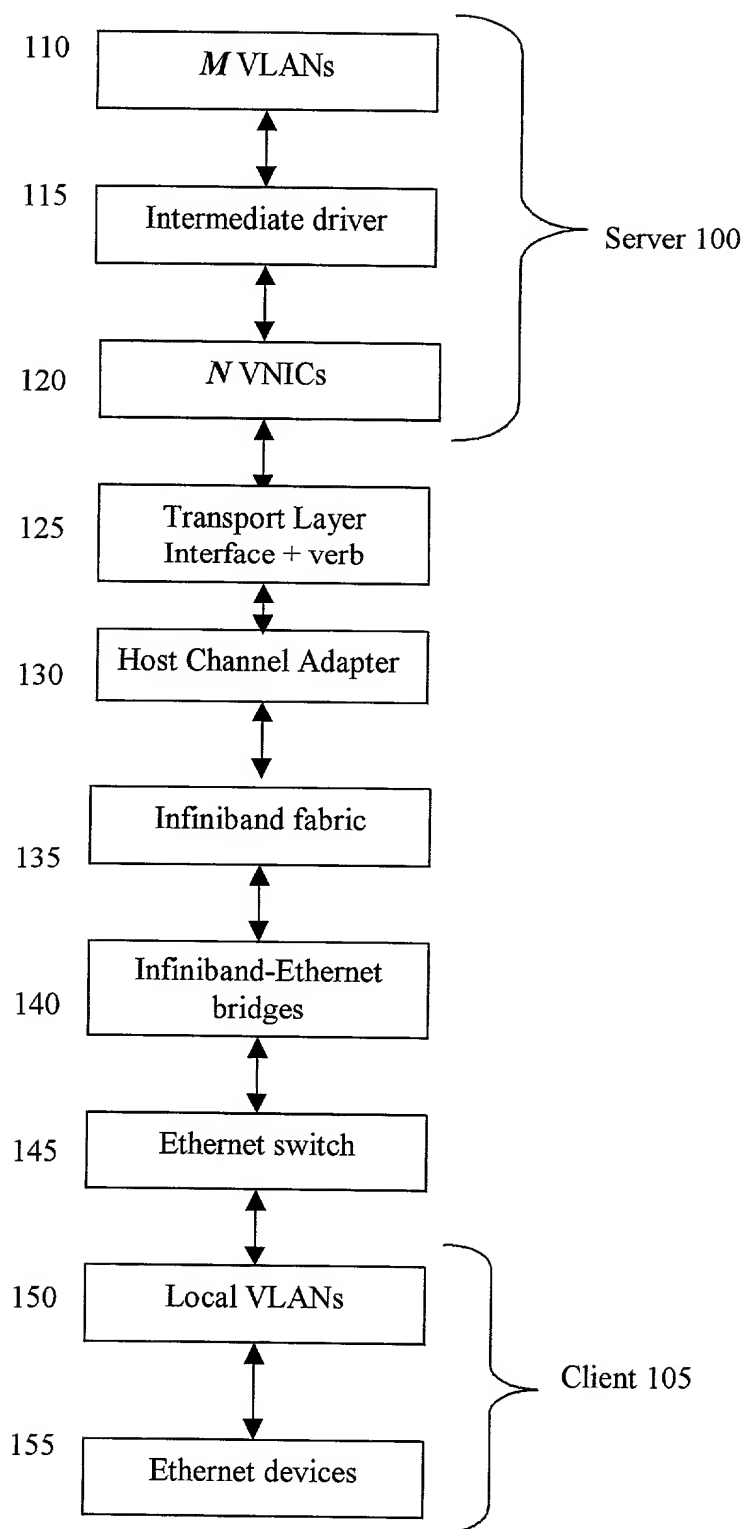 110
M VLANs
115
Intermediate driver
Server 100
120
N VNICs
125
Transport Layer
Interface + verb
130
Host Channel Adapter
135
Infiniband fabric
140
Infiniband-Ethernet
bridges
145
Ethernet switch
150
Local VLANs
Client 105
155
Ethernet devices